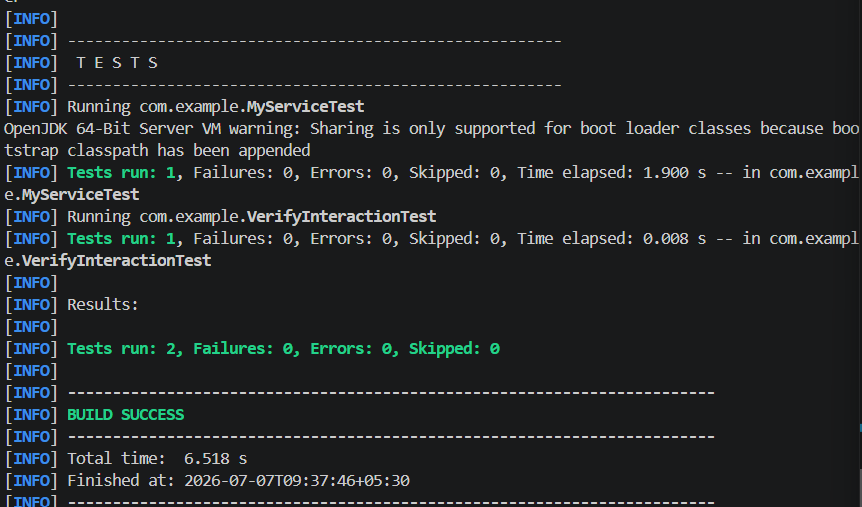 [INFO]
[INFO] -------------------------------------------------------
[INFO]  T E S T S
[INFO] -------------------------------------------------------
[INFO] Running com.example.MyServiceTest
OpenJDK 64-Bit Server VM warning: Sharing is only supported for boot loader classes because boo
tstrap classpath has been appended
[INFO] Tests run: 1, Failures: 0, Errors: 0, Skipped: 0, Time elapsed: 1.900 s -- in com.exampl
e.MyServiceTest
[INFO] Running com.example.VerifyInteractionTest
[INFO] Tests run: 1, Failures: 0, Errors: 0, Skipped: 0, Time elapsed: 0.008 s -- in com.exampl
e.VerifyInteractionTest
[INFO]
[INFO] Results:
[INFO]
[INFO] Tests run: 2, Failures: 0, Errors: 0, Skipped: 0
[INFO]
[INFO] ------------------------------------------------------------------------
[INFO] BUILD SUCCESS
[INFO] ------------------------------------------------------------------------
[INFO] Total time:  6.518 s
[INFO] Finished at: 2026-07-07T09:37:46+05:30
[INFO] ------------------------------------------------------------------------